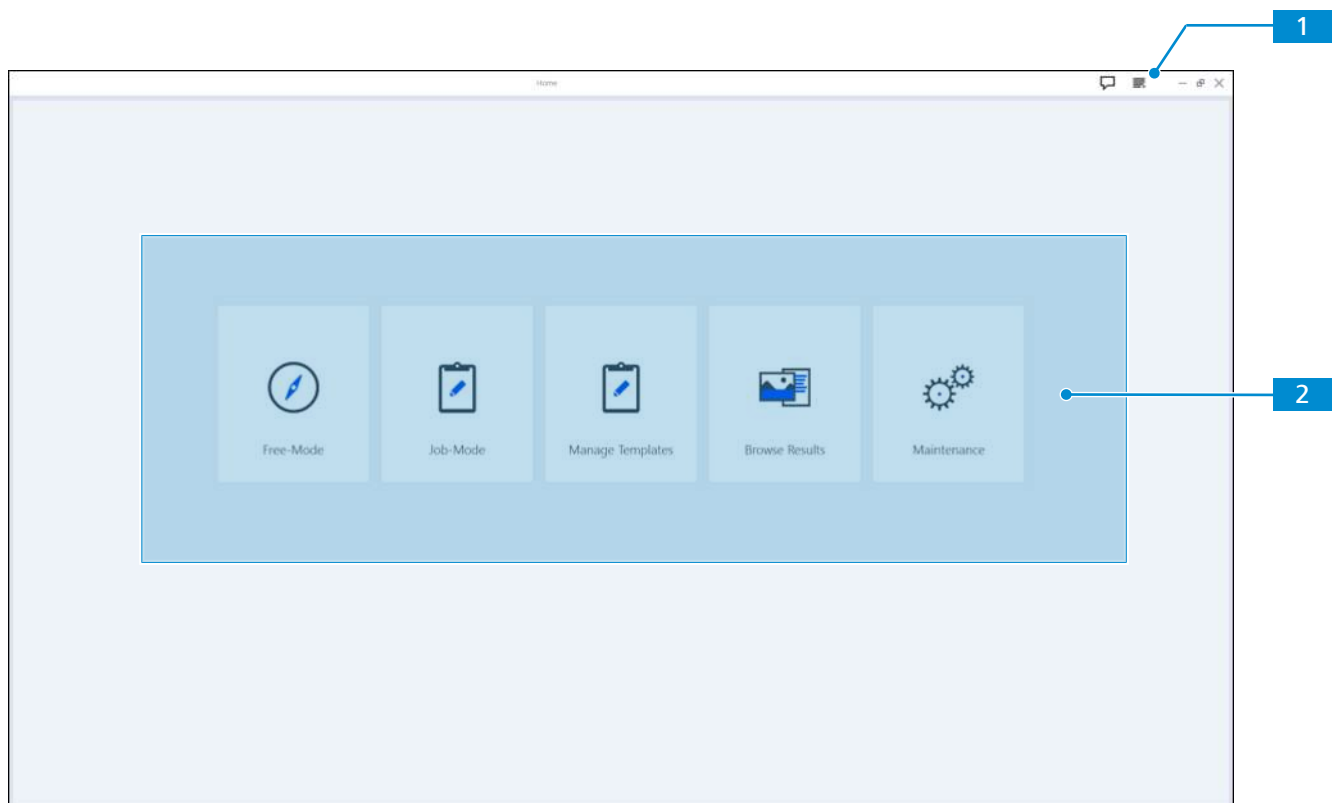 1
Home
Free-Mode
Job-Mode
Manage Templates
Browse Results
Maintenance
2